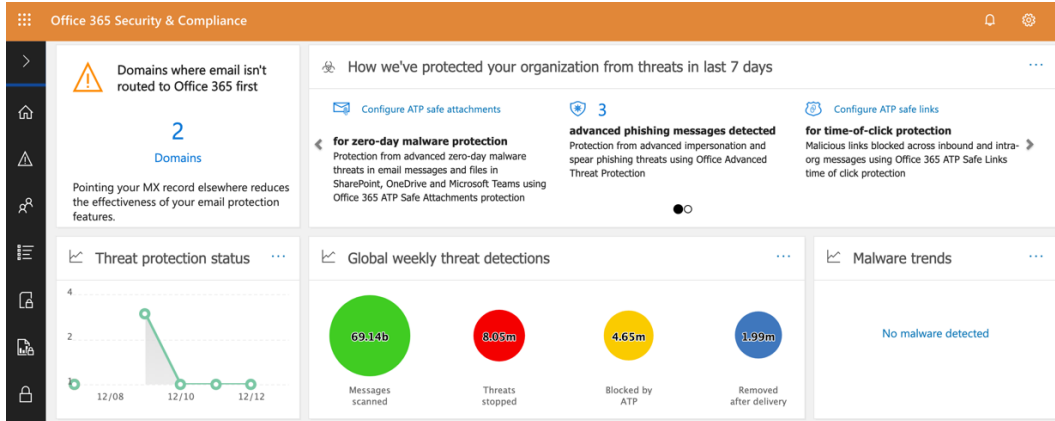 Office 365 Security & Compliance
Domains where email isn't
routed to Office 365 first
2
Domains
Pointing your MX record elsewhere reduces
the effectiveness of your email protection
features.
How we've protected your organization from threats in last 7 days
Configure ATP safe attachments
for zero-day malware protection
Protection from advanced zero-day malware
threats in email messages and files in
SharePoint, OneDrive and Microsoft Teams using
Office 365 ATP Safe Attachments protection
3
advanced phishing messages detected
Protection from advanced impersonation and
spear phishing threats using Office Advanced
Threat Protection
Configure ATP safe links
for time-of-click protection
Malicious links blocked across inbound and intra-
org messages using Office 365 ATP Safe Links
time of click protection
Threat protection status
4
2
1
12/08 12/10 12/12
Global weekly threat detections
69.14b
Messages
scanned
8.05m
Threats
stopped
4.65m
Blocked by
ATP
1.99m
Removed
after delivery
Malware trends
No malware detected